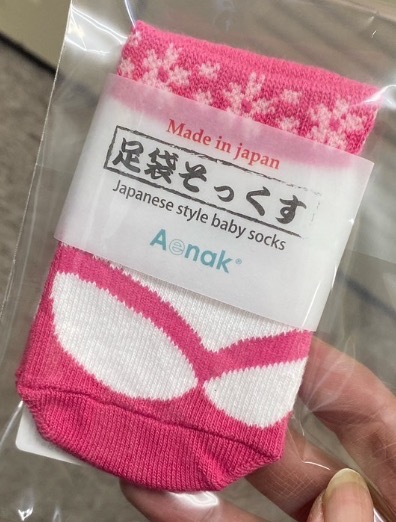 Made in japan
足袋そっくす
Japanese style baby socks
Aenak®